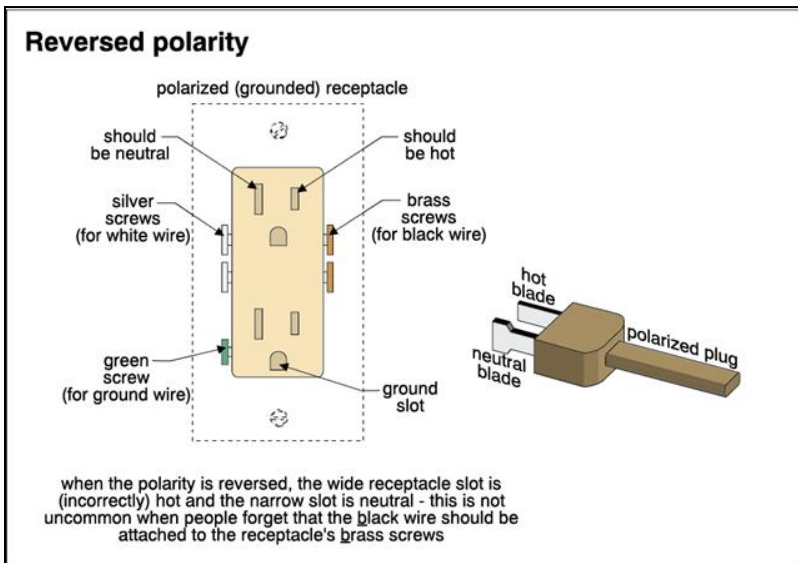 Reversed polarity
polarized (grounded) receptacle
should
be neutral
should
be hot
silver
screws
(for white wire)
brass
screws
(for black wire)
hot
blade
polarized plug
neutral
blade
green
screw
(for ground wire)
ground
slot
when the polarity is reversed, the wide receptacle slot is
(incorrectly) hot and the narrow slot is neutral - this is not
uncommon when people forget that the black wire should be
attached to the receptacle's brass screws